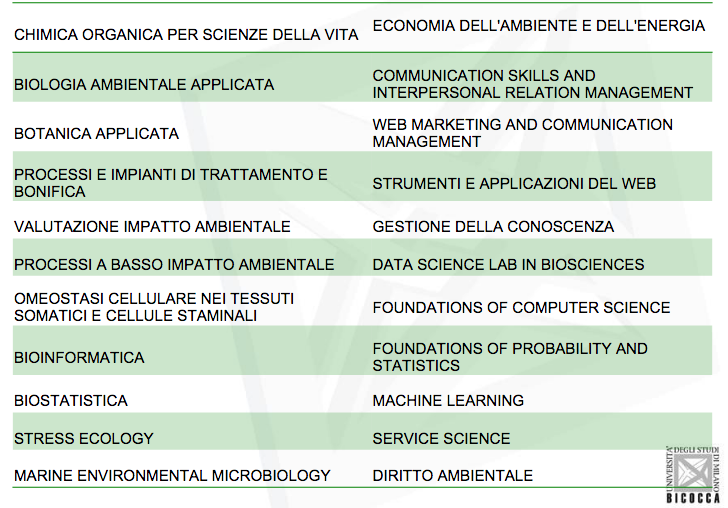 CHIMICA ORGANICA PER SCIENZE DELLA VITA
ECONOMIA DELL'AMBIENTE E DELL'ENERGIA
BIOLOGIA AMBIENTALE APPLICATA
COMMUNICATION SKILLS AND
INTERPERSONAL RELATION MANAGEMENT
BOTANICA APPLICATA
WEB MARKETING AND COMMUNICATION
MANAGEMENT
PROCESSI E IMPIANTI DI TRATTAMENTO E
BONIFICA
STRUMENTI E APPLICAZIONI DEL WEB
VALUTAZIONE IMPATTO AMBIENTALE
GESTIONE DELLA CONOSCENZA
PROCESSI A BASSO IMPATTO AMBIENTALE
DATA SCIENCE LAB IN BIOSCIENCES
OMEOSTASI CELLULARE NEI TESSUTI
SOMATICI E CELLULE STAMINALI
FOUNDATIONS OF COMPUTER SCIENCE
BIOINFORMATICA
FOUNDATIONS OF PROBABILITY AND
STATISTICS
BIOSTATISTICA
MACHINE LEARNING
STRESS ECOLOGY
SERVICE SCIENCE
MARINE ENVIRONMENTAL MICROBIOLOGY
DIRITTO AMBIENTALE
UNIVERSITA'
DEGLI STUDI
DI MILANO
BICOCCA